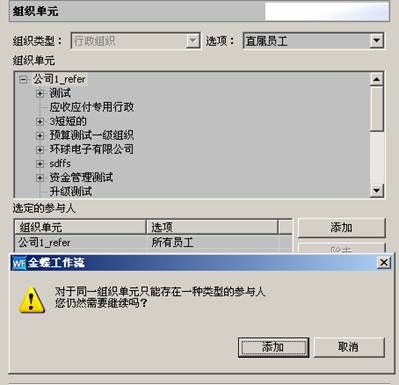 组织单元
组织类型： 行政组织 选项： 直属员工
组织单元
公司1_refer
测试
应收应付专用行政
3短短的
预算测试一级组织
环球电子有限公司
sdffs
资金管理测试
升级测试
选定的参与人
组织单元 选项 添加
公司1_refer 所有员工
金蝶工作流
对于同一组织单元只能存在一种类型的参与人
您仍然需要继续吗？
添加 取消